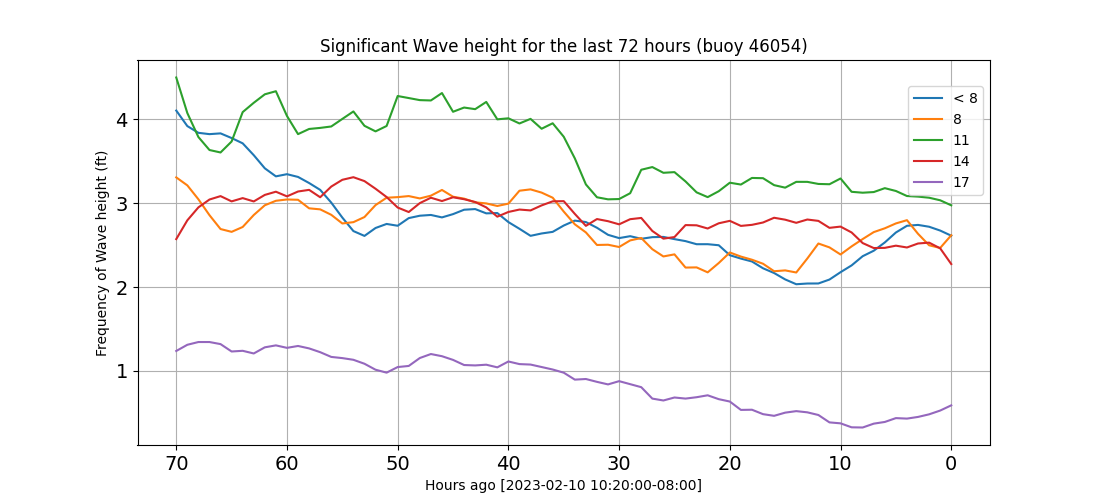 Significant Wave height for the last 72 hours (buoy 46054)
Frequency of Wave height (ft)
4
3
2
1
< 8
8
11
14
17
70 60 50 40 30 20 10 0
Hours ago [2023-02-10 10:20:00-08:00]